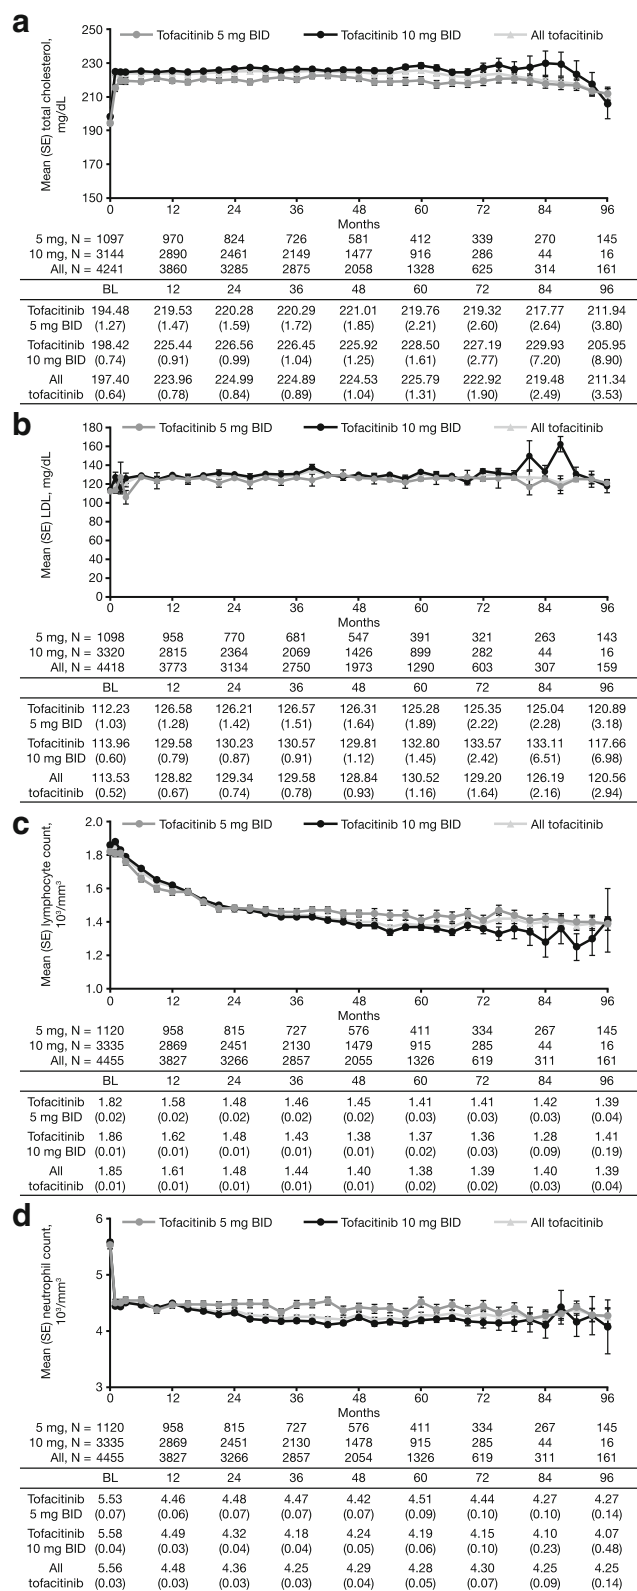 a
Tofacitinib 5 mg BID Tofacitinib 10 mg BID All tofacitinib
Mean (SE) total cholesterol,
mg/dL
250
230
210
190
170
150
0 12 24 36 48 60 72 84 96
Months
5 mg, N = 1097 970 824 726 581 412 339 270 145
10 mg, N = 3144 2890 2461 2149 1477 916 286 44 16
All, N = 4241 3860 3285 2875 2058 1328 625 314 161
BL 12 24 36 48 60 72 84 96
Tofacitinib 194.48 219.53 220.28 220.29 221.01 219.76 219.32 217.77 211.94
5 mg BID (1.27) (1.47) (1.59) (1.72) (1.85) (2.21) (2.60) (2.64) (3.80)
Tofacitinib 198.42 225.44 226.56 226.45 225.92 228.50 227.19 229.93 205.95
10 mg BID (0.74) (0.91) (0.99) (1.04) (1.25) (1.61) (2.77) (7.20) (8.90)
All 197.40 223.96 224.99 224.89 224.53 225.79 222.92 219.48 211.34
tofacitinib (0.64) (0.78) (0.84) (0.89) (1.04) (1.31) (1.90) (2.49) (3.53)
b
Tofacitinib 5 mg BID Tofacitinib 10 mg BID All tofacitinib
Mean (SE) LDL, mg/dL
180
160
140
120
100
80
60
40
20
0
0 12 24 36 48 60 72 84 96
Months
5 mg, N = 1098 958 770 681 547 391 321 263 143
10 mg, N = 3320 2815 2364 2069 1426 899 282 44 16
All, N = 4418 3773 3134 2750 1973 1290 603 307 159
BL 12 24 36 48 60 72 84 96
Tofacitinib 112.23 126.58 126.21 126.57 126.31 125.28 125.35 125.04 120.89
5 mg BID (1.03) (1.28) (1.42) (1.51) (1.64) (1.89) (2.22) (2.28) (3.18)
Tofacitinib 113.96 129.58 130.23 130.57 129.81 132.80 133.57 133.11 117.66
10 mg BID (0.60) (0.79) (0.87) (0.91) (1.12) (1.45) (2.42) (6.51) (6.98)
All 113.53 128.82 129.34 129.58 128.84 130.52 129.20 126.19 120.56
tofacitinib (0.52) (0.67) (0.74) (0.78) (0.93) (1.16) (1.64) (2.16) (2.94)
c
Tofacitinib 5 mg BID Tofacitinib 10 mg BID All tofacitinib
Mean (SE) lymphocyte count,
10³/mm³
2.0
1.8
1.6
1.4
1.2
1.0
0 12 24 36 48 60 72 84 96
Months
5 mg, N = 1120 958 815 727 576 411 334 267 145
10 mg, N = 3335 2869 2451 2130 1479 915 285 44 16
All, N = 4455 3827 3266 2857 2055 1326 619 311 161
BL 12 24 36 48 60 72 84 96
Tofacitinib 1.82 1.58 1.48 1.46 1.45 1.41 1.41 1.42 1.39
5 mg BID (0.02) (0.02) (0.02) (0.02) (0.02) (0.03) (0.03) (0.03) (0.04)
Tofacitinib 1.86 1.62 1.48 1.43 1.38 1.37 1.36 1.28 1.41
10 mg BID (0.01) (0.01) (0.01) (0.01) (0.01) (0.02) (0.03) (0.09) (0.19)
All 1.85 1.61 1.48 1.44 1.40 1.38 1.39 1.40 1.39
tofacitinib (0.01) (0.01) (0.01) (0.01) (0.01) (0.02) (0.02) (0.03) (0.04)
d
Tofacitinib 5 mg BID Tofacitinib 10 mg BID All tofacitinib
Mean (SE) neutrophil count,
10³/mm³
6
5
4
3
0 12 24 36 48 60 72 84 96
Months
5 mg, N = 1120 958 815 727 576 411 334 267 145
10 mg, N = 3335 2869 2451 2130 1478 915 285 44 16
All, N = 4455 3827 3266 2857 2054 1326 619 311 161
BL 12 24 36 48 60 72 84 96
Tofacitinib 5.53 4.46 4.48 4.47 4.42 4.51 4.44 4.27 4.27
5 mg BID (0.07) (0.06) (0.07) (0.07) (0.07) (0.09) (0.10) (0.10) (0.14)
Tofacitinib 5.58 4.49 4.32 4.18 4.24 4.19 4.15 4.10 4.07
10 mg BID (0.04) (0.03) (0.04) (0.04) (0.05) (0.06) (0.10) (0.23) (0.48)
All 5.56 4.48 4.36 4.25 4.29 4.28 4.30 4.25 4.25
tofacitinib (0.03) (0.03) (0.03) (0.03) (0.04) (0.05) (0.07) (0.09) (0.14)